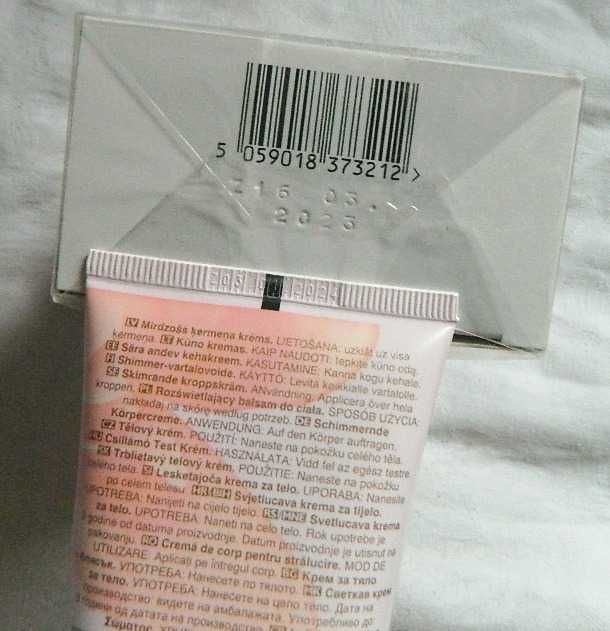 5 059018 373212 >
Z16 03.
2023
LV Mirdzošs ķermeņa krēms. LIETOŠANA: uzklāt uz visa
ķermeņa. LT Kūno kremas. KAIP NAUDOTI: tepkite kūno odą.
EE Sära andev kehakreem. KASUTAMINE: Kanna kogu kehale.
FI Shimmer-vartalovoide. KÄYTTÖ: Levitä kaikkialle vartalolle.
SE Skimrande kroppskräm. ANvändning: Applicera över hela
kroppen. PL Rozświetlający balsam do ciała. SPOSÓB UŻYCIA:
nakładaj na skórę według potrzeb. DE Schimmernde
Körpercreme. ANWENDUNG: Auf den Körper auftragen.
CZ Tělový krém. POUŽITÍ: Naneste na pokožku celého těla.
HU Csillámó Test Krém. HASZNÁLATA: Vidd fel az egész testre.
SK Trblietavý telový krém. POUŽITIE: Naneste na pokožku
celého tela. SI Lesketajoča krema za telo. UPORABA: Nanesite
po celem telesu. HR/BIH Svjetlucava krema za tijelo.
UPOTREBA: Nanijeti na cijelo tijelo. RS/MNE Svetlucava krema
za telo. UPOTREBA: Naneti na celo telo. Rok upotrebe je
godine od datuma proizvodnje. Datum proizvodnje je utisnut na
pakovanju. RO Cremă de corp pentru strălucire. MOD DE
UTILIZARE: Aplicați pe întregul corp. BG Крем за тяло
блясък. УПОТРЕБА: Нанесете по тялото. MK Светкав крем
за тело. УПОТРЕБА: Нанесете на цело тело. Дата на
производство: видете на амбалажата. Употребливо до
години од датата на производство.
Σώματος.